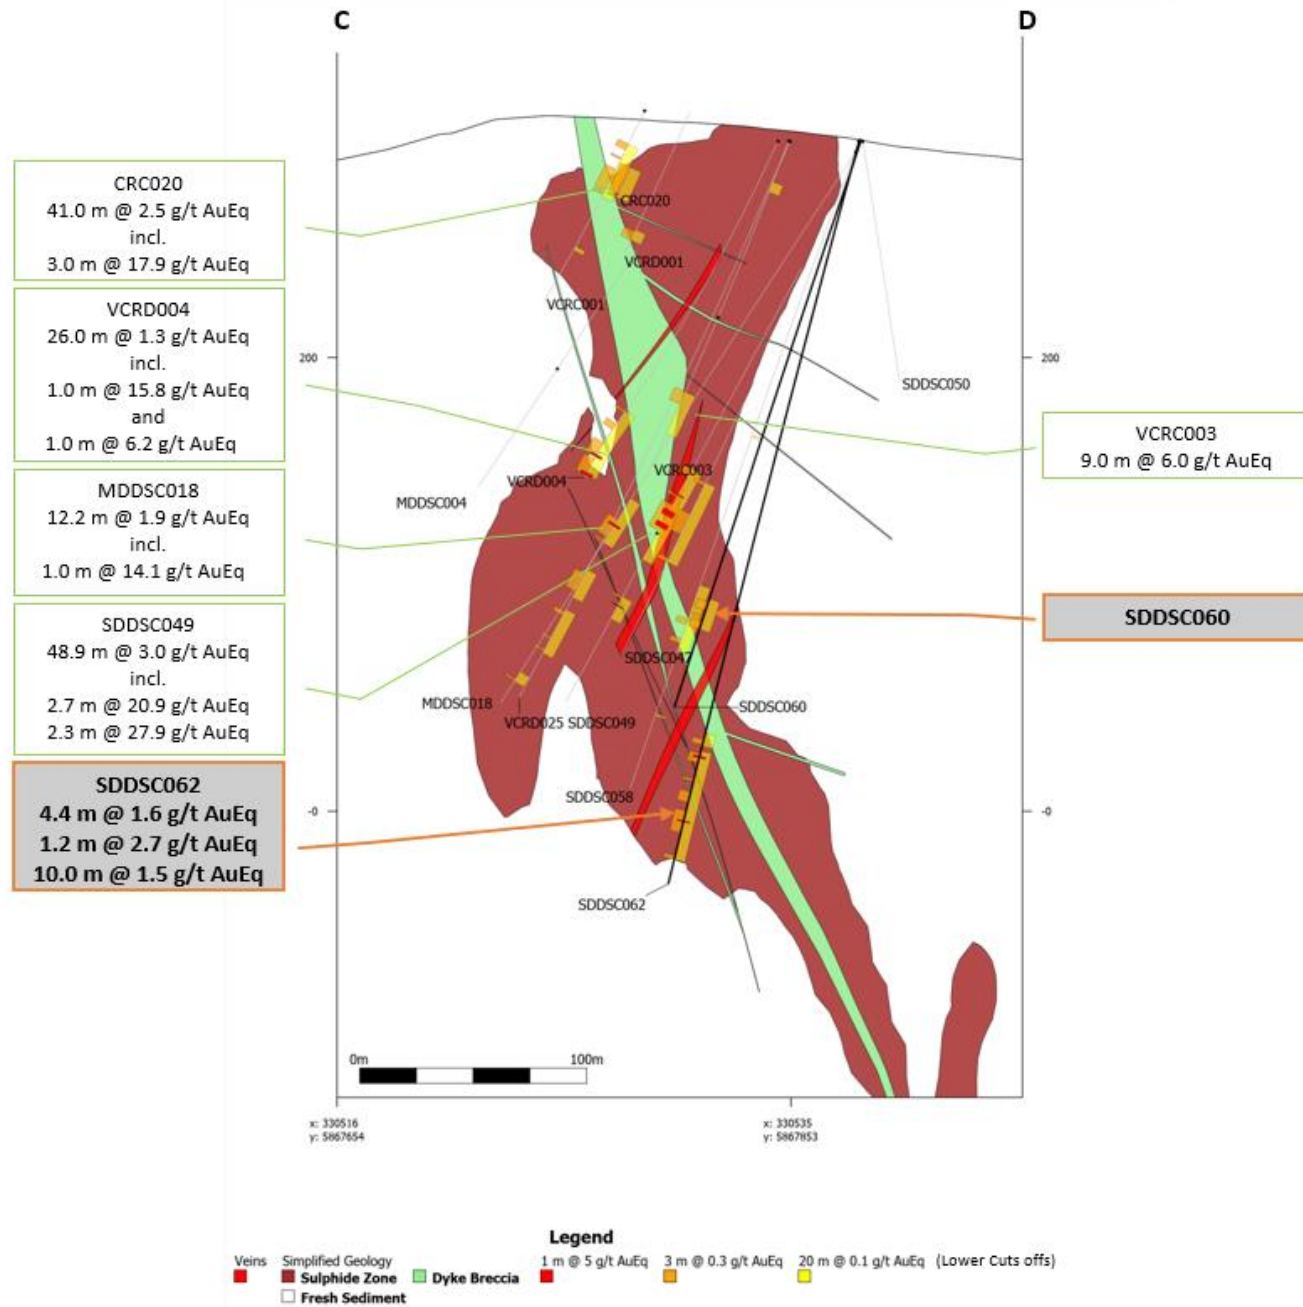 C
D
CRC020
41.0 m @ 2.5 g/t AuEq
incl.
3.0 m @ 17.9 g/t AuEq
VCRD004
26.0 m @ 1.3 g/t AuEq
incl.
1.0 m @ 15.8 g/t AuEq
and
1.0 m @ 6.2 g/t AuEq
MDDSC018
12.2 m @ 1.9 g/t AuEq
incl.
1.0 m @ 14.1 g/t AuEq
SDDSC049
48.9 m @ 3.0 g/t AuEq
incl.
2.7 m @ 20.9 g/t AuEq
2.3 m @ 27.9 g/t AuEq
SDDSC062
4.4 m @ 1.6 g/t AuEq
1.2 m @ 2.7 g/t AuEq
10.0 m @ 1.5 g/t AuEq
CRC020
VCRD001
VCRC001
200
200
SDDSC050
VCRC003
9.0 m @ 6.0 g/t AuEq
VCRC003
VCRD004
MDDSC004
SDDSC060
SDDSC047
MDDSC018
VCRD025 SDDSC049
SDDSC060
SDDSC058
-0
-0
SDDSC062
0m
100m
x: 330516
y: 5867654
x: 330535
y: 5867853
Legend
Veins
Simplified Geology
1 m @ 5 g/t AuEq
3 m @ 0.3 g/t AuEq
20 m @ 0.1 g/t AuEq
(Lower Cuts offs)
Sulphide Zone
Dyke Breccia
Fresh Sediment